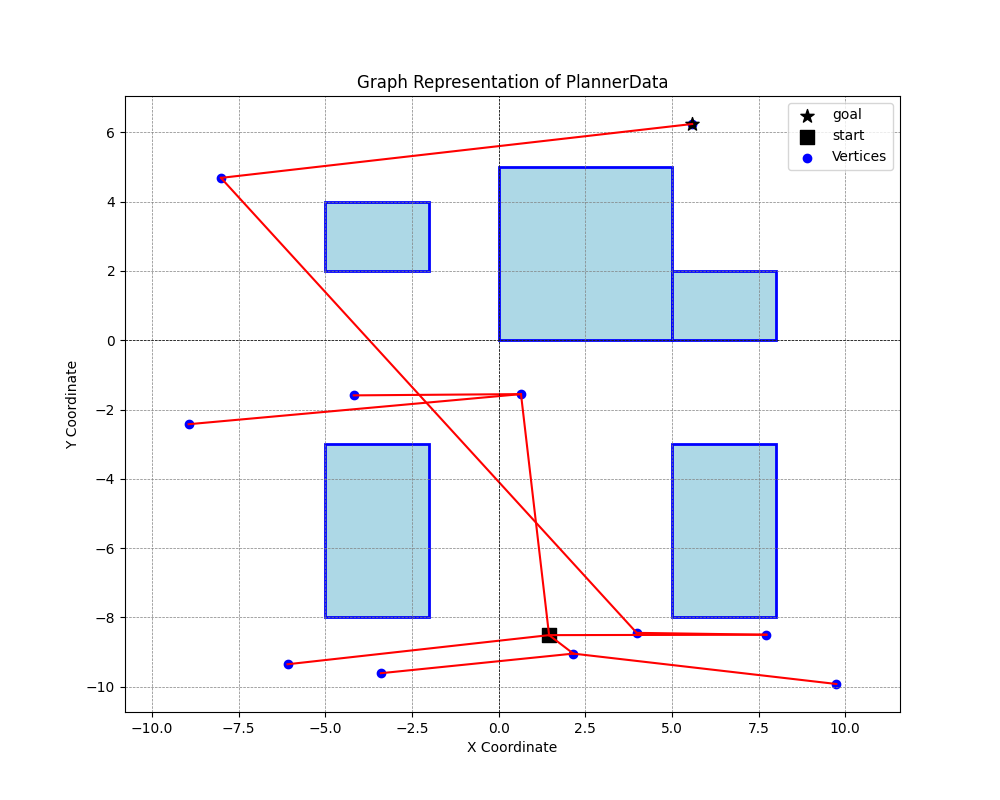 Graph Representation of PlannerData
goal
start
Vertices
6
4
2
0
−2
−4
−6
−8
−10
Y Coordinate
−10.0 −7.5 −5.0 −2.5 0.0 2.5 5.0 7.5 10.0
X Coordinate